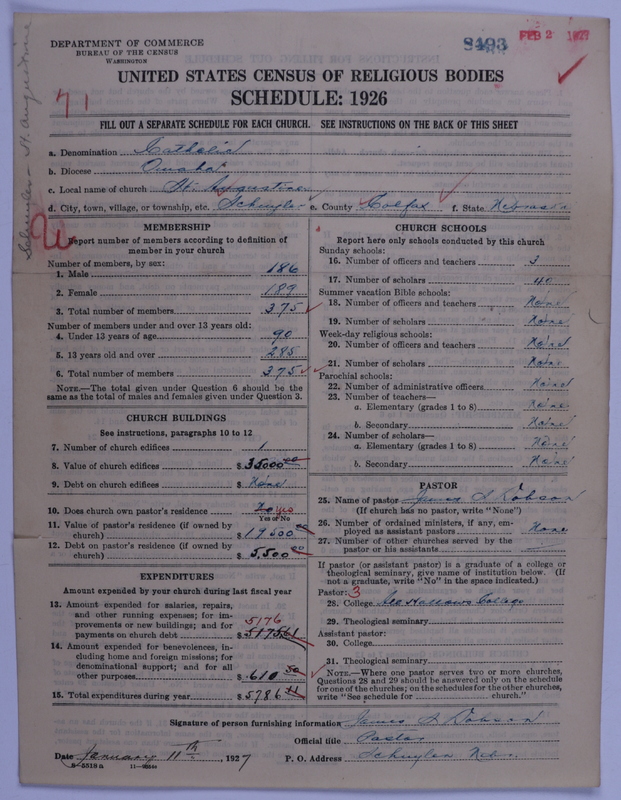 DEPARTMENT OF COMMERCE
BUREAU OF THE CENSUS
WASHINGTON
8493
FEB 2 1927
UNITED STATES CENSUS OF RELIGIOUS BODIES
SCHEDULE: 1926
71
FILL OUT A SEPARATE SCHEDULE FOR EACH CHURCH. SEE INSTRUCTIONS ON THE BACK OF THIS SHEET
Schuyler - St. Augustine
a. Denomination Catholic
b. Diocese Omaha
c. Local name of church St. Augustine
d. City, town, village, or township, etc. Schuyler e. County Colfax f. State Nebraska
MEMBERSHIP
Report number of members according to definition of
member in your church
Number of members, by sex:
1. Male 186
2. Female 189
3. Total number of members 375
Number of members under and over 13 years old:
4. Under 13 years of age 90
5. 13 years old and over 285
6. Total number of members 375
NOTE.—The total given under Question 6 should be the
same as the total of males and females given under Question 3.
CHURCH BUILDINGS
See instructions, paragraphs 10 to 12
7. Number of church edifices 1
8. Value of church edifices $ 35000 00
9. Debt on church edifices $ None
10. Does church own pastor's residence yes
Yes or No
11. Value of pastor's residence (if owned by
church) $ 19500 00
12. Debt on pastor's residence (if owned by
church) $ 5,500 00
EXPENDITURES
Amount expended by church during last fiscal year
13. Amount expended for salaries, repairs,
and other running expenses; for im-
provements or new buildings; and for
payments on church debt $ 5175.61
5176
14. Amount expended for benevolences, in-
cluding home and foreign missions; for
denominational support; and for all
other purposes $ 610 50
15. Total expenditures during year $ 5786 11
CHURCH SCHOOLS
Report here only schools conducted by this church
Sunday schools:
16. Number of officers and teachers 3
17. Number of scholars 40
Summer vacation Bible schools:
18. Number of officers and teachers None
19. Number of scholars None
Week-day religious schools:
20. Number of officers and teachers None
21. Number of scholars None
Parochial schools:
22. Number of administrative officers None
23. Number of teachers—
a. Elementary (grades 1 to 8) None
b. Secondary None
24. Number of scholars—
a. Elementary (grades 1 to 8) None
b. Secondary None
PASTOR
25. Name of pastor James S Dobson
(If church has no pastor, write "None")
26. Number of ordained ministers, if any, em-
ployed as assistant pastors None
27. Number of other churches served by the
pastor or his assistants
If pastor (or assistant pastor) is a graduate of a college or
theological seminary, give name of institution below. (If
not a graduate, write "No" in the space indicated.)
Pastor: 3
28. College All Hallows College
29. Theological seminary
Assistant pastor:
30. College
31. Theological seminary
NOTE.—Where one pastor serves two or more churches,
Questions 28 and 29 should be answered only on the schedule
for one of the churches; on the schedules for the other churches,
write "See schedule for church."
Signature of person furnishing information James S Dobson
Official title Pastor
Date January 11th, 1927 P. O. Address Schuyler Nebr.
8-5518a